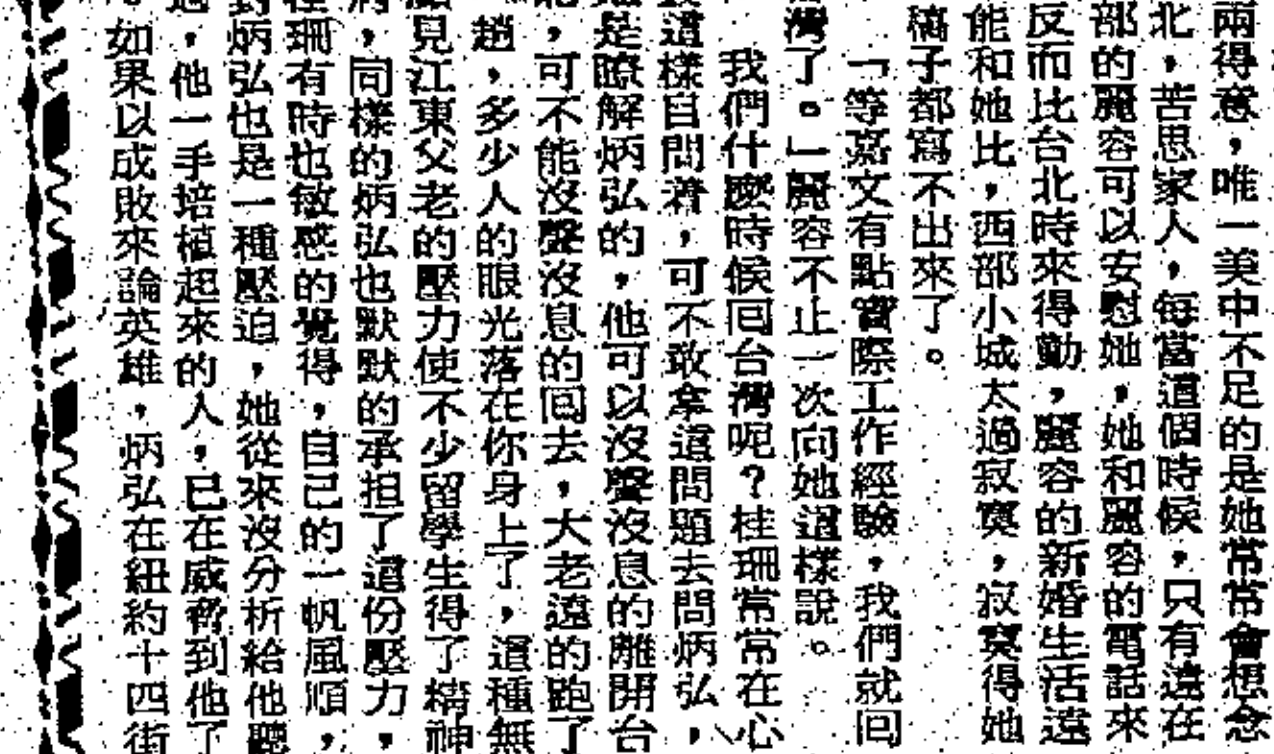 兩得意，唯一美中不足的是她常常會想念
北，苦思家人，每當這個時候，只有遠在
部的麗容可以安慰她，她和麗容的電話來
反而比台北時來得勤，麗容的新婚生活遠
能和她比，西部小城太過寂寞，寂寞得她
稿子都寫不出來了。
「等嘉文有點實際工作經驗，我們就回
灣了。」麗容不止一次向她這樣說。
我們什麼時候回台灣呢？桂珊常常在心
這樣自問着，可不敢拿這問題去問炳弘，
是瞭解炳弘的，他可以沒聲沒息的離開台
，可不能沒聲沒息的回去，大老遠的跑了
趟，多少人的眼光落在你身上了，這種無
見江東父老的壓力使不少留學生得了精神
，同樣的炳弘也默默的承担了這份壓力，
珊有時也敏感的覺得，自己的一帆風順，
炳弘也是一種壓迫，她從來沒分析給他聽
，他一手培植起來的人，已在威脅到他了
如果以成敗來論英雄，炳弘在紐約十四街